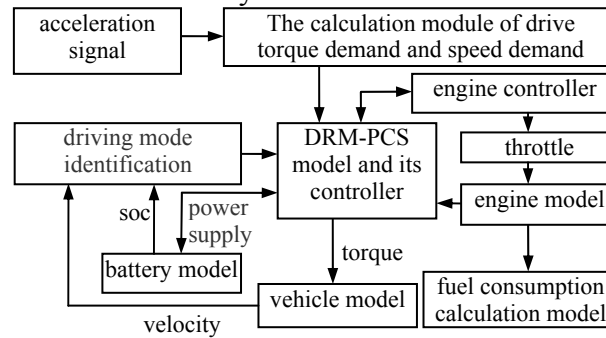 acceleration
signal
The calculation module of drive
torque demand and speed demand
engine controller
driving mode
identification
DRM-PCS
model and its
controller
throttle
engine model
soc
power
supply
battery model
torque
vehicle model
fuel consumption
calculation model
velocity